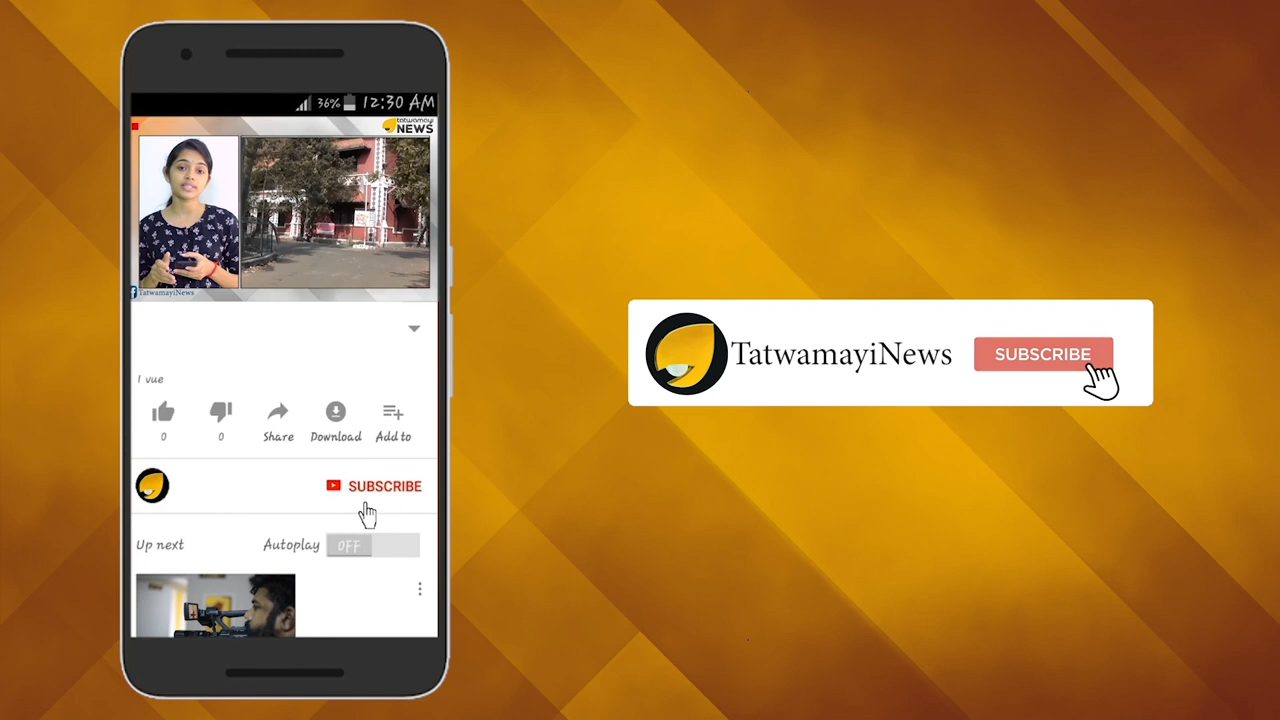 36% 12:30 AM
tatwamayi
NEWS
f TatwamayiNews
1 vue
0 0 Share Download Add to
SUBSCRIBE
Up next Autoplay OFF
TatwamayiNews SUBSCRIBE